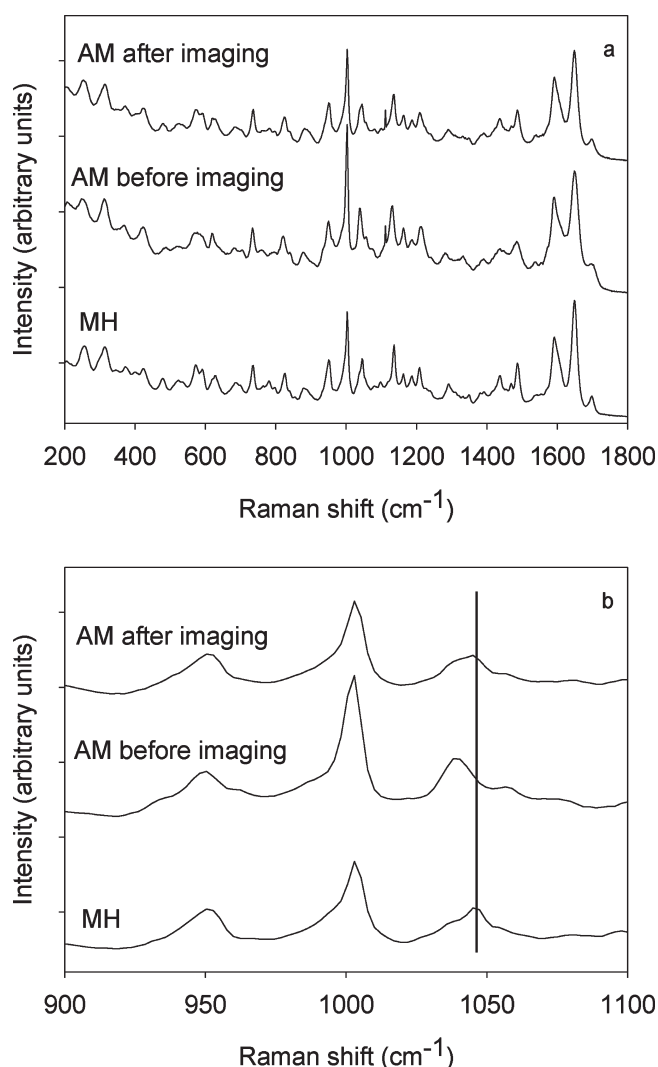 a
AM after imaging
AM before imaging
MH
Intensity (arbitrary units)
200 400 600 800 1000 1200 1400 1600 1800
Raman shift (cm-1)
b
AM after imaging
AM before imaging
MH
Intensity (arbitrary units)
900 950 1000 1050 1100
Raman shift (cm-1)